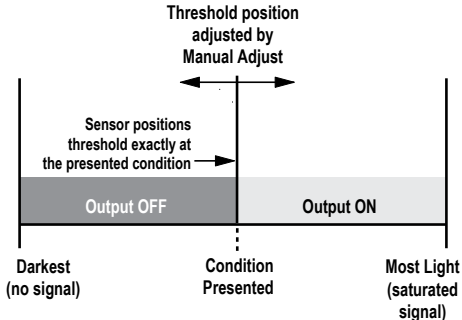 Threshold position
adjusted by
Manual Adjust
Sensor positions
threshold exactly at
the presented condition
Output OFF
Output ON
Darkest
(no signal)
Condition
Presented
Most Light
(saturated
signal)